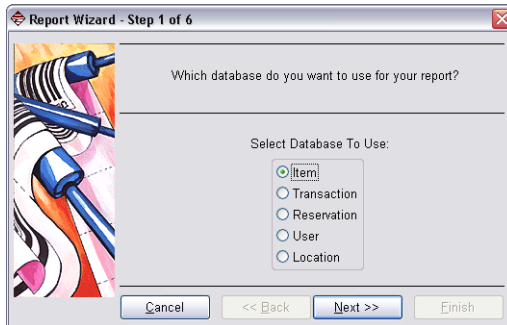 Report Wizard - Step 1 of 6
Which database do you want to use for your report?
Select Database To Use:
Item
Transaction
Reservation
User
Location
Cancel
<< Back
Next >>
Finish